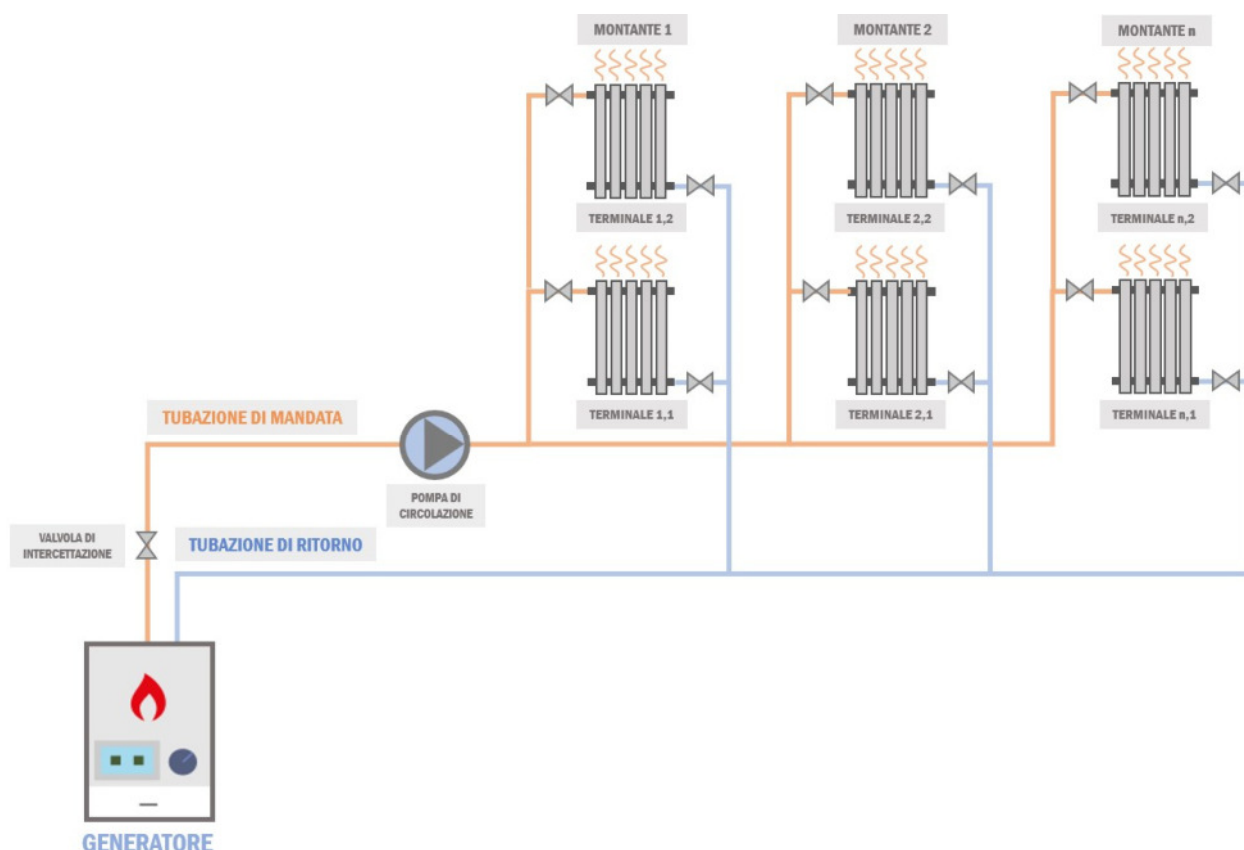 MONTANTE 1
MONTANTE 2
MONTANTE n
TERMINALE 1,2
TERMINALE 2,2
TERMINALE n,2
TERMINALE 1,1
TERMINALE 2,1
TERMINALE n,1
TUBAZIONE DI MANDATA
POMPA DI
CIRCOLAZIONE
VALVOLA DI
INTERCETTAZIONE
TUBAZIONE DI RITORNO
GENERATORE